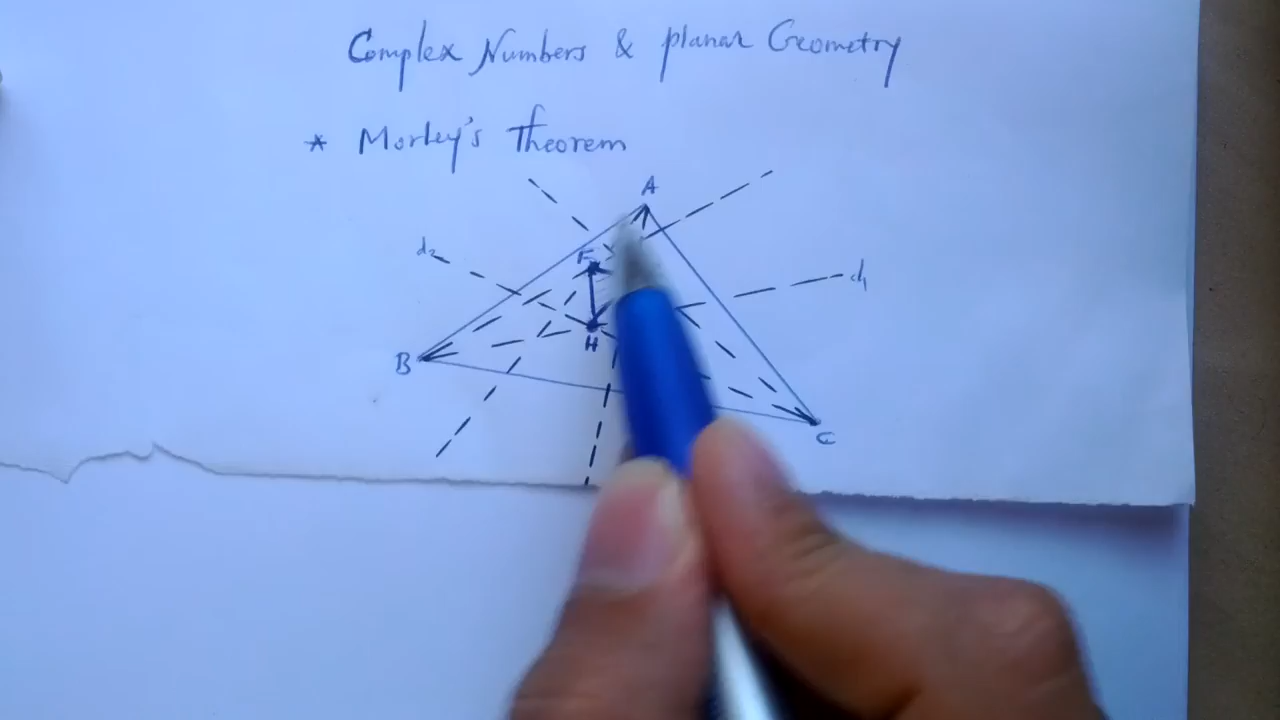 Complex Numbers & planar Geometry
* Morley's Theorem
A
d2
F
d1
H
B
C